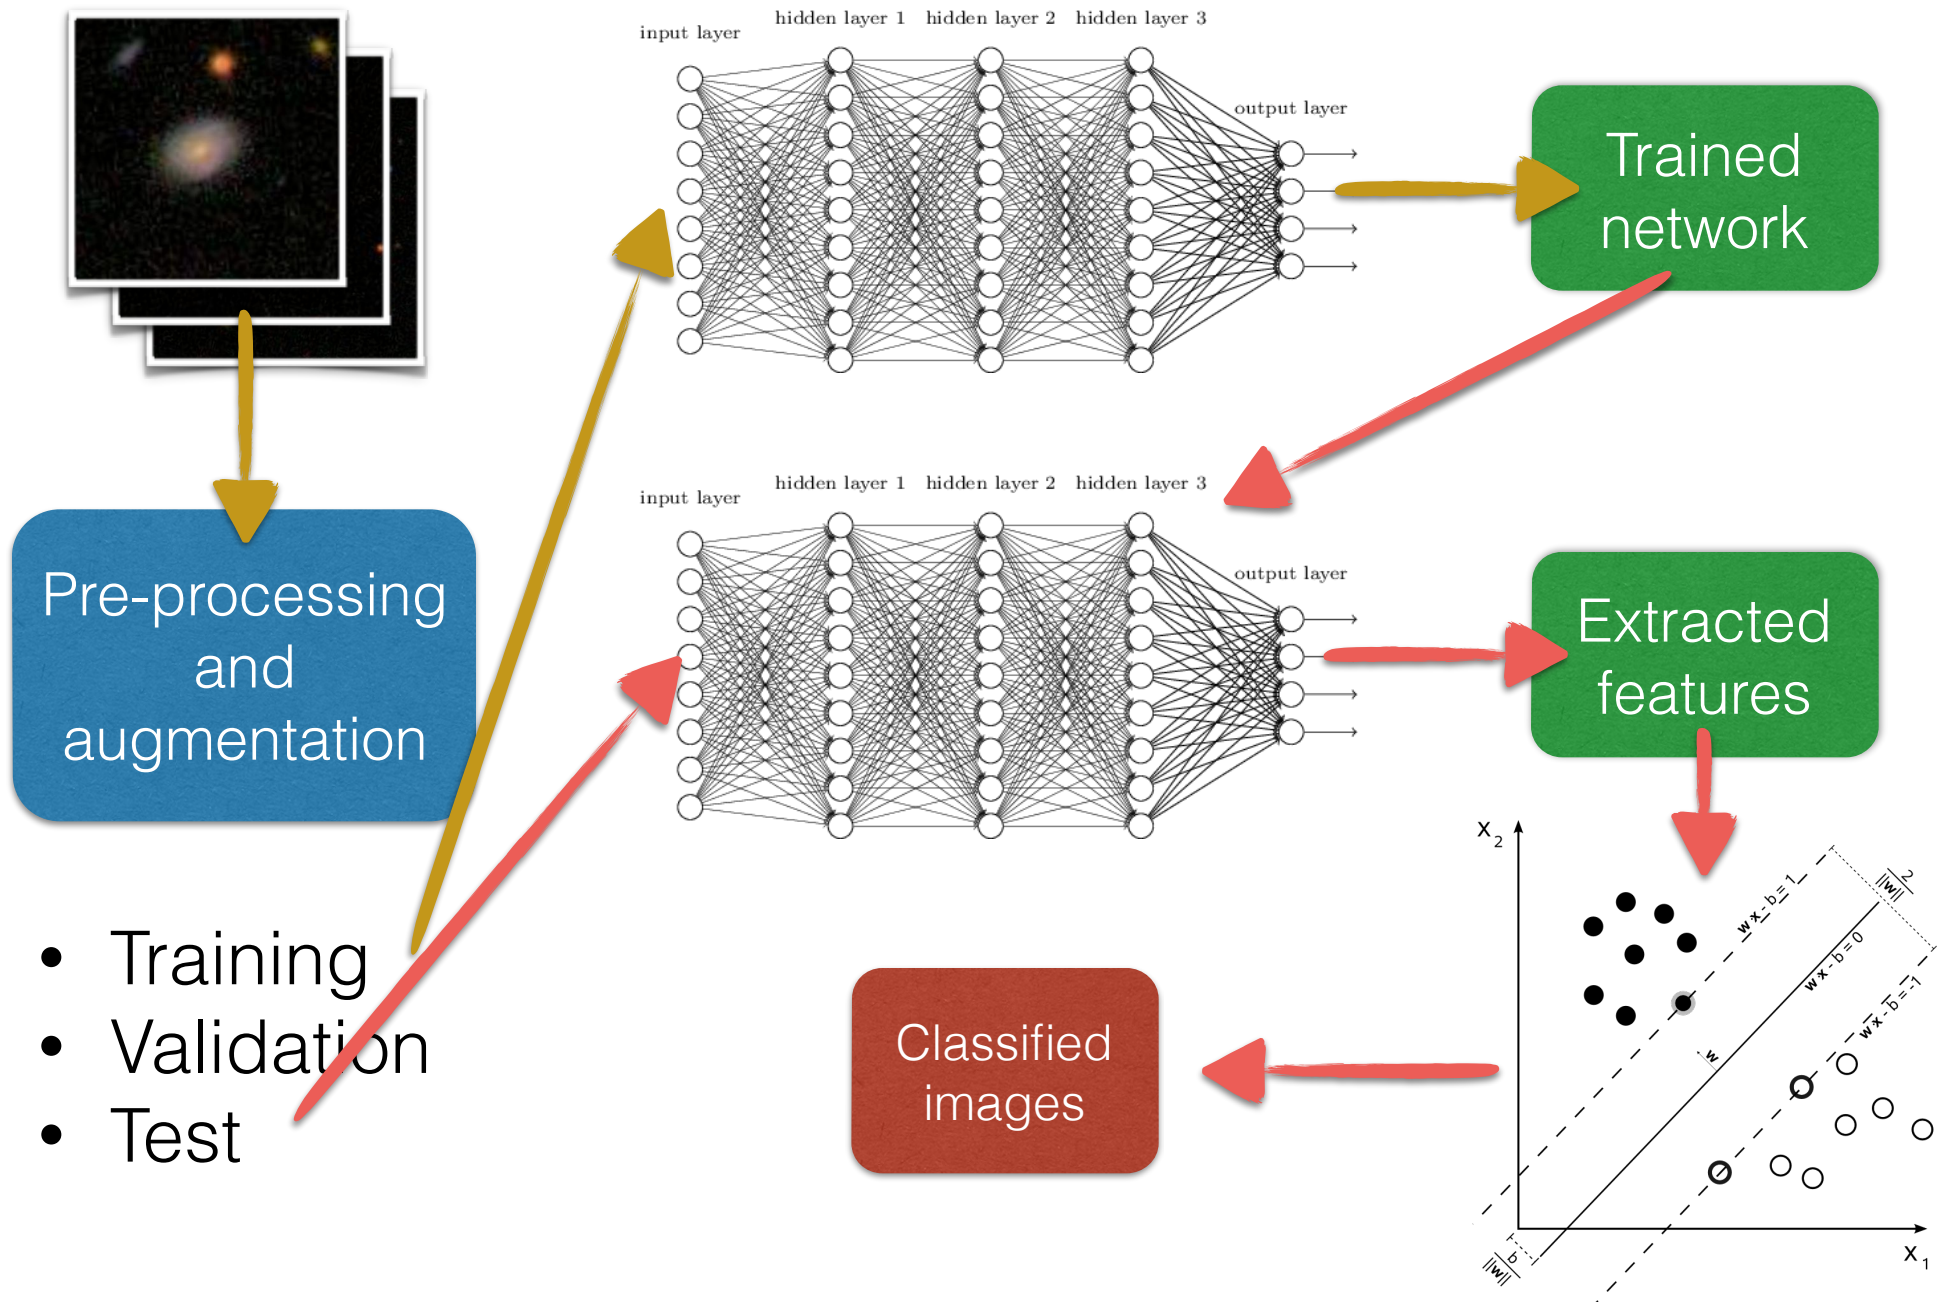 input layer
hidden layer 1
hidden layer 2
hidden layer 3
output layer
Trained
network
Pre-processing
and
augmentation
input layer
hidden layer 1
hidden layer 2
hidden layer 3
output layer
Extracted
features
• Training
• Validation
• Test
Classified
images
x2
w·x - b = 1
2
||w||
w·x - b = 0
w·x - b = -1
w
b
||w||
x1